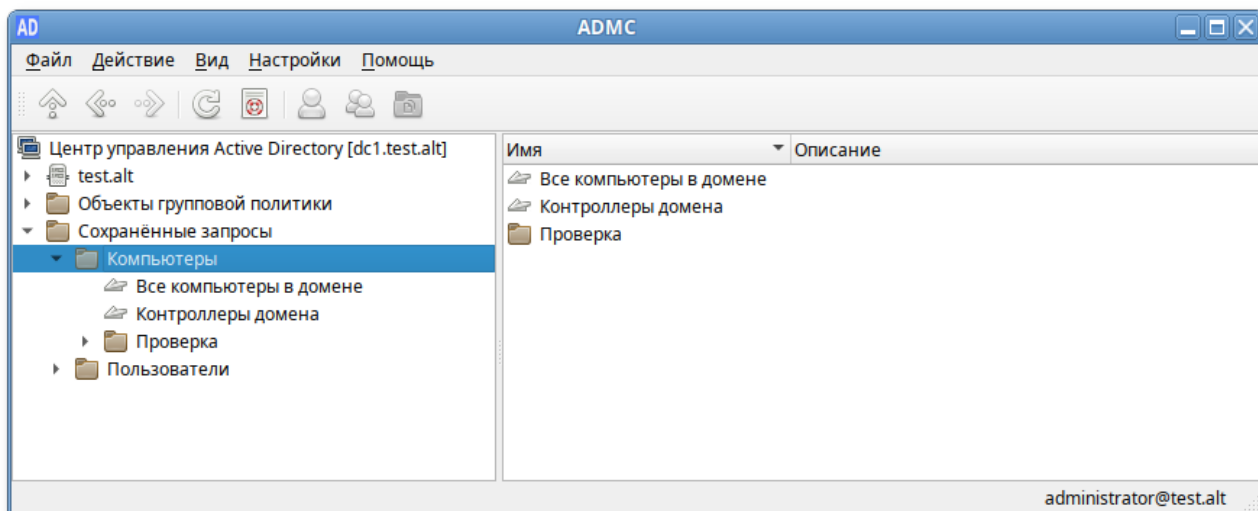 AD ADMC
Файл Действие Вид Настройки Помощь
Центр управления Active Directory [dc1.test.alt]
test.alt
Объекты групповой политики
Сохранённые запросы
Компьютеры
Все компьютеры в домене
Контроллеры домена
Проверка
Пользователи
Имя Описание
Все компьютеры в домене
Контроллеры домена
Проверка
administrator@test.alt